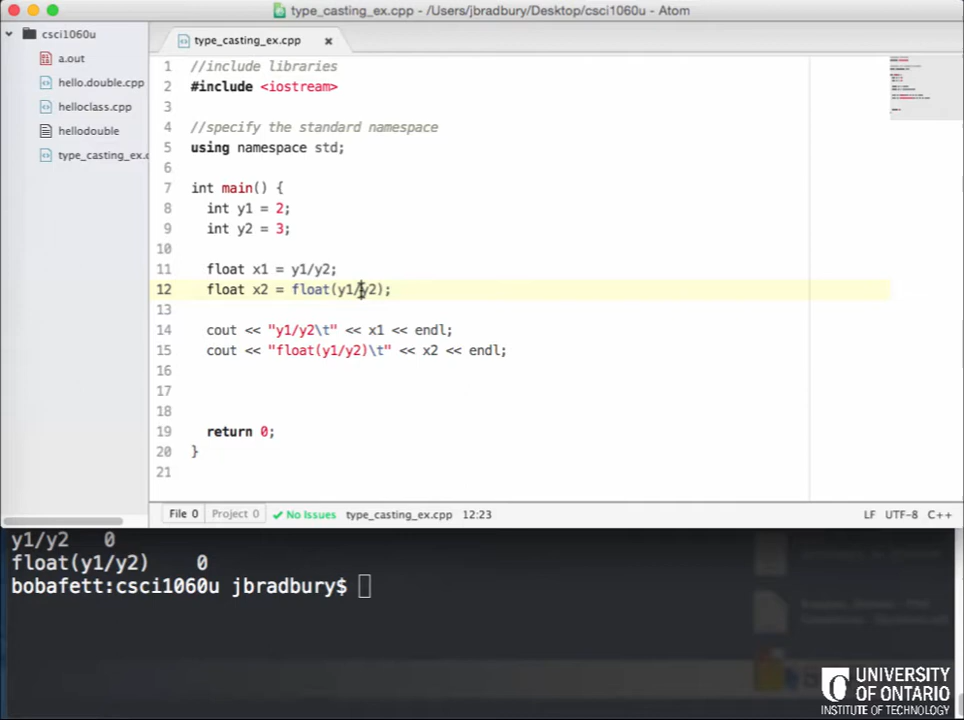 type_casting_ex.cpp - /Users/jbradbury/Desktop/csci1060u - Atom
csci1060u
a.out
hello.double.cpp
helloclass.cpp
hellodouble
type_casting_ex.c
type_casting_ex.cpp
1 //include libraries
2 #include <iostream>
3
4 //specify the standard namespace
5 using namespace std;
6
7 int main() {
8 int y1 = 2;
9 int y2 = 3;
10
11 float x1 = y1/y2;
12 float x2 = float(y1/y2);
13
14 cout << "y1/y2\t" << x1 << endl;
15 cout << "float(y1/y2)\t" << x2 << endl;
16
17
18
19 return 0;
20 }
21
File 0 Project 0 No Issues type_casting_ex.cpp 12:23 LF UTF-8 C++
y1/y2 0
float(y1/y2) 0
bobafett:csci1060u jbradbury$
UNIVERSITY
OF ONTARIO
INSTITUTE OF TECHNOLOGY